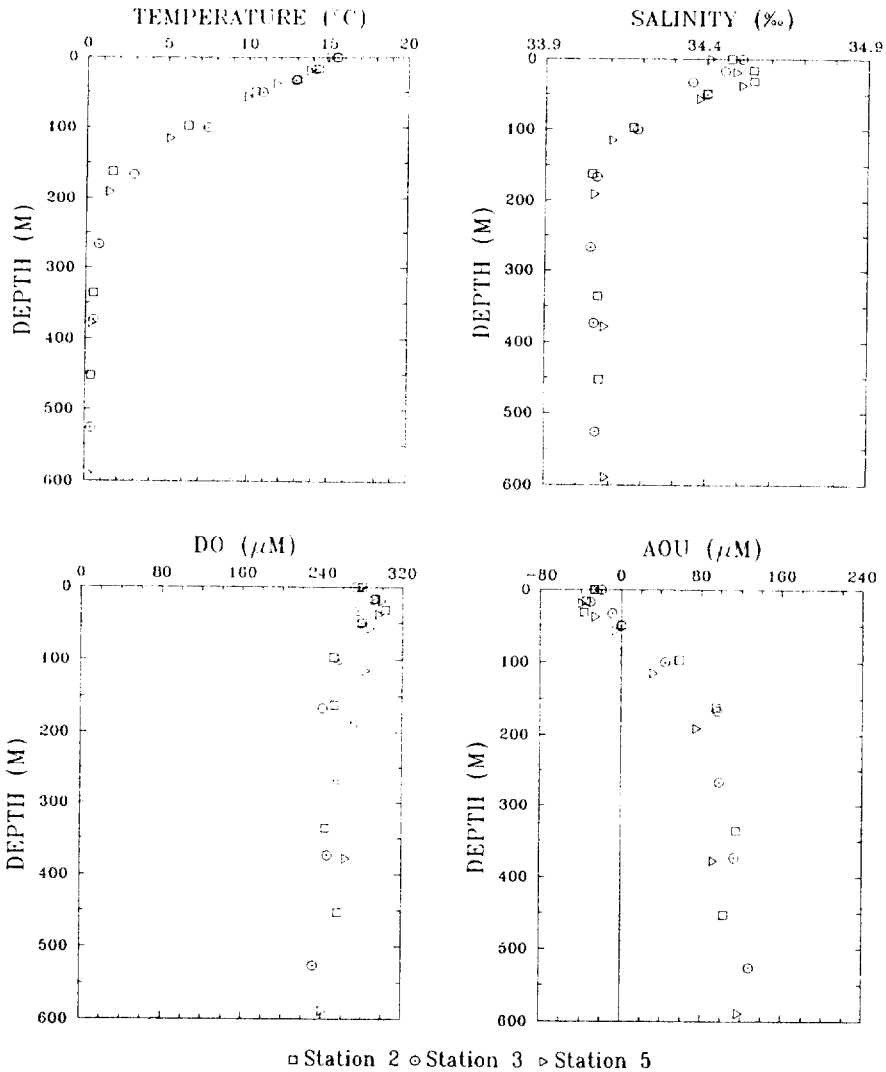 TEMPERATURE (°C)
0 5 10 15 20
0
100
200
300
400
500
600
DEPTH (M)
SALINITY (‰)
33.9 34.4 34.9
0
100
200
300
400
500
600
DEPTH (M)
DO (μM)
0 80 160 240 320
0
100
200
300
400
500
600
DEPTH (M)
AOU (μM)
-80 0 80 160 240
0
100
200
300
400
500
600
DEPTH (M)
Station 2 Station 3 Station 5